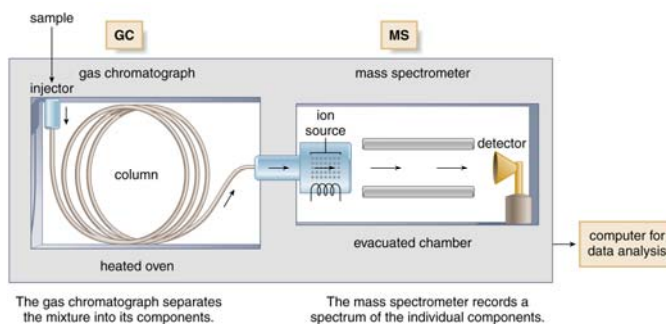 sample
GC
MS
gas chromatograph
mass spectrometer
injector
ion
source
detector
column
heated oven
evacuated chamber
computer for
data analysis
The gas chromatograph separates
the mixture into its components.
The mass spectrometer records a
spectrum of the individual components.